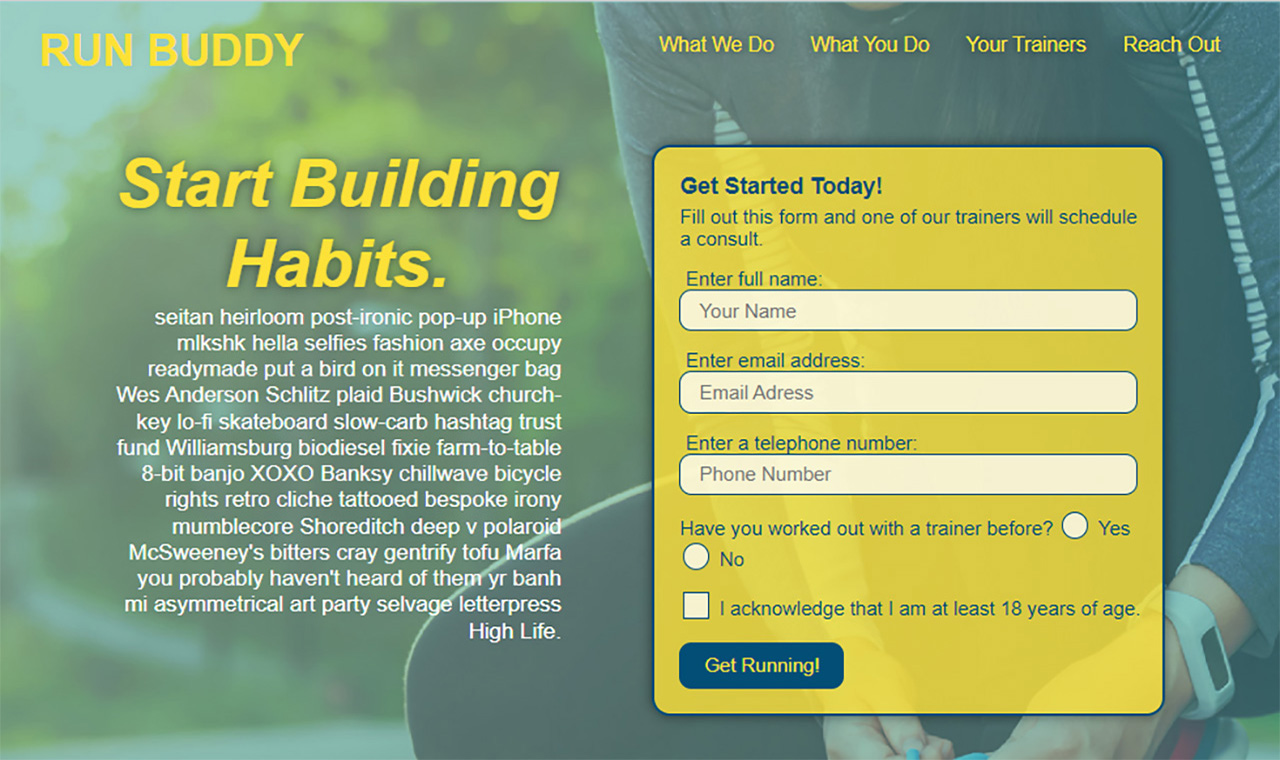 RUN BUDDY
What We Do What You Do Your Trainers Reach Out
Start Building
Habits.
seitan heirloom post-ironic pop-up iPhone
mlkshk hella selfies fashion axe occupy
readymade put a bird on it messenger bag
Wes Anderson Schlitz plaid Bushwick church-
key lo-fi skateboard slow-carb hashtag trust
fund Williamsburg biodiesel fixie farm-to-table
8-bit banjo XOXO Banksy chillwave bicycle
rights retro cliche tattooed bespoke irony
mumblecore Shoreditch deep v polaroid
McSweeney's bitters cray gentrify tofu Marfa
you probably haven't heard of them yr banh
mi asymmetrical art party selvage letterpress
High Life.
Get Started Today!
Fill out this form and one of our trainers will schedule
a consult.
Enter full name:
Your Name
Enter email address:
Email Adress
Enter a telephone number:
Phone Number
Have you worked out with a trainer before? Yes
No
I acknowledge that I am at least 18 years of age.
Get Running!